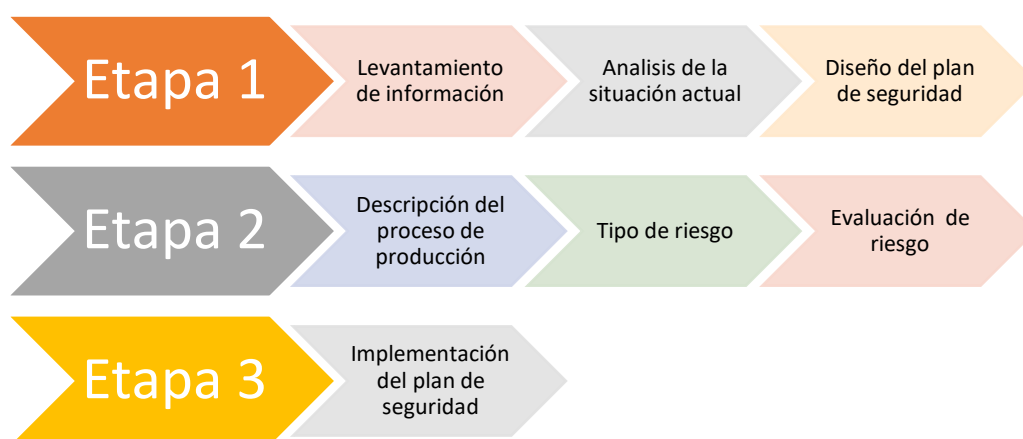 Etapa 1
Levantamiento
de información
Analisis de la
situación actual
Diseño del plan
de seguridad
Etapa 2
Descripción del
proceso de
producción
Tipo de riesgo
Evaluación de
riesgo
Etapa 3
Implementación
del plan de
seguridad